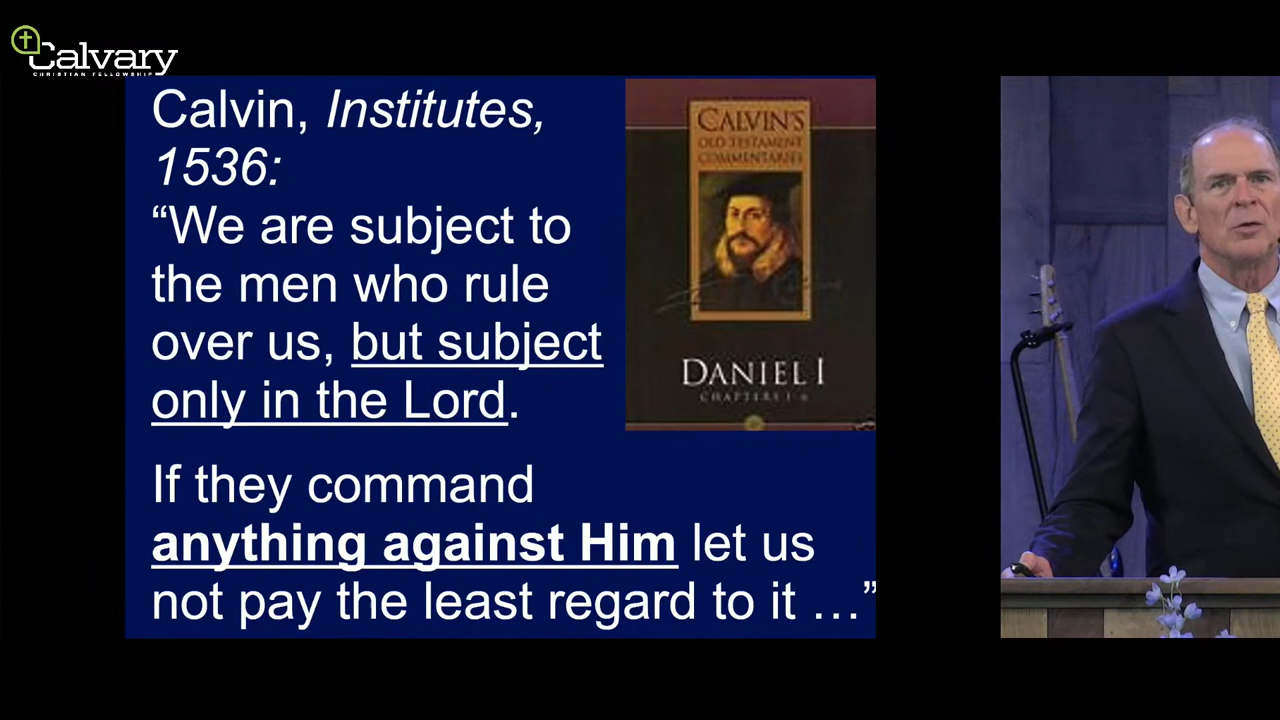 Calvary
CHRISTIAN FELLOWSHIP
Calvin, Institutes,
1536:
“We are subject to
the men who rule
over us, but subject
only in the Lord.
If they command
anything against Him let us
not pay the least regard to it …”
CALVIN'S
OLD TESTAMENT
COMMENTARIES
DANIEL I
CHAPTERS 1-6